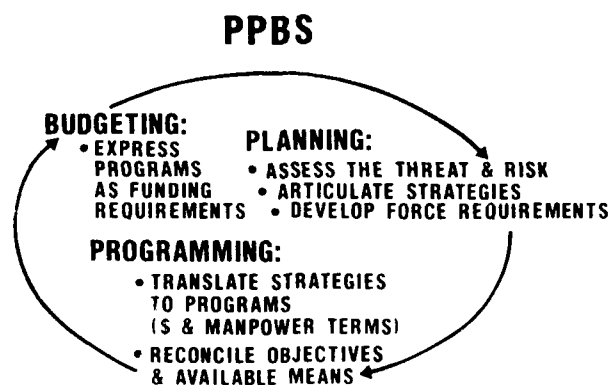 PPBS
BUDGETING:
• EXPRESS
PROGRAMS
AS FUNDING
REQUIREMENTS
PLANNING:
• ASSESS THE THREAT & RISK
• ARTICULATE STRATEGIES
• DEVELOP FORCE REQUIREMENTS
PROGRAMMING:
• TRANSLATE STRATEGIES
TO PROGRAMS
($ & MANPOWER TERMS)
• RECONCILE OBJECTIVES
& AVAILABLE MEANS